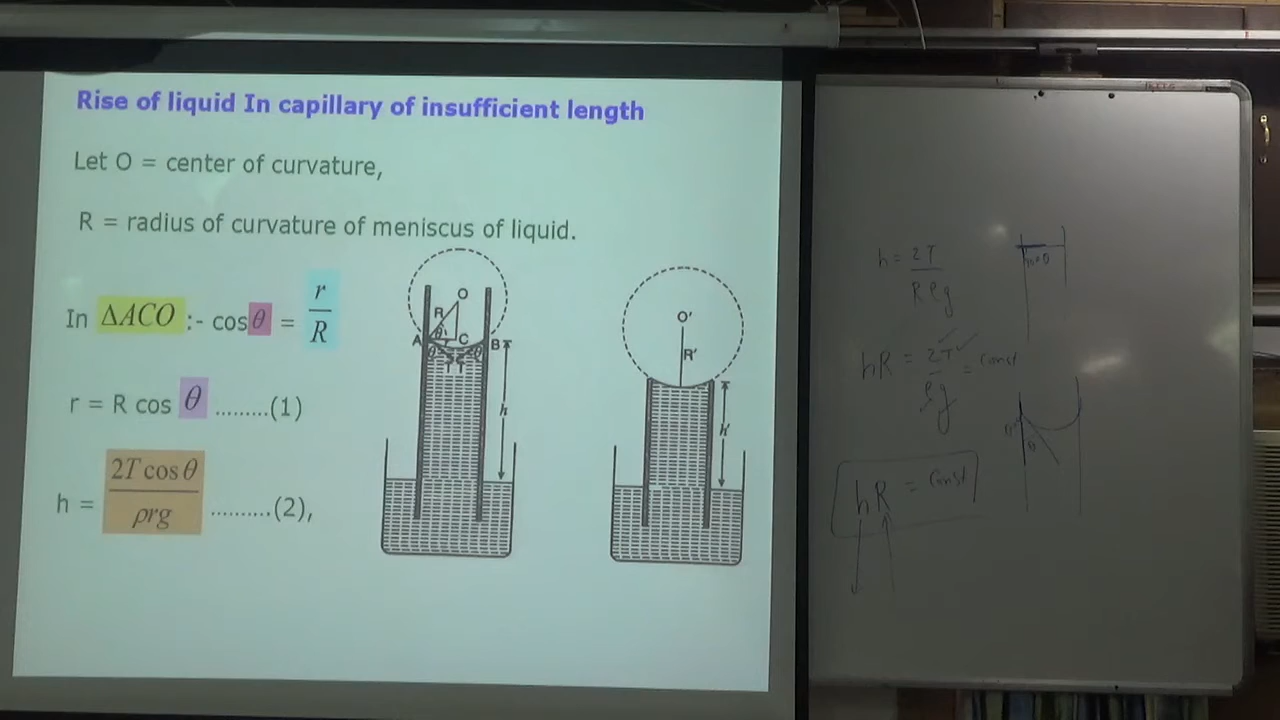 Rise of liquid In capillary of insufficient length
Let O = center of curvature,
R = radius of curvature of meniscus of liquid.
In ΔACO :- cosθ = r/R
r = R cos θ .........(1)
h = 2T cos θ / ρrg ..........(2),
O
R
θ
A
C
B
T T
h
O'
R'
h'
h = 2T / Rρg
hR = 2T / ρg = Const
hR = Const
θ